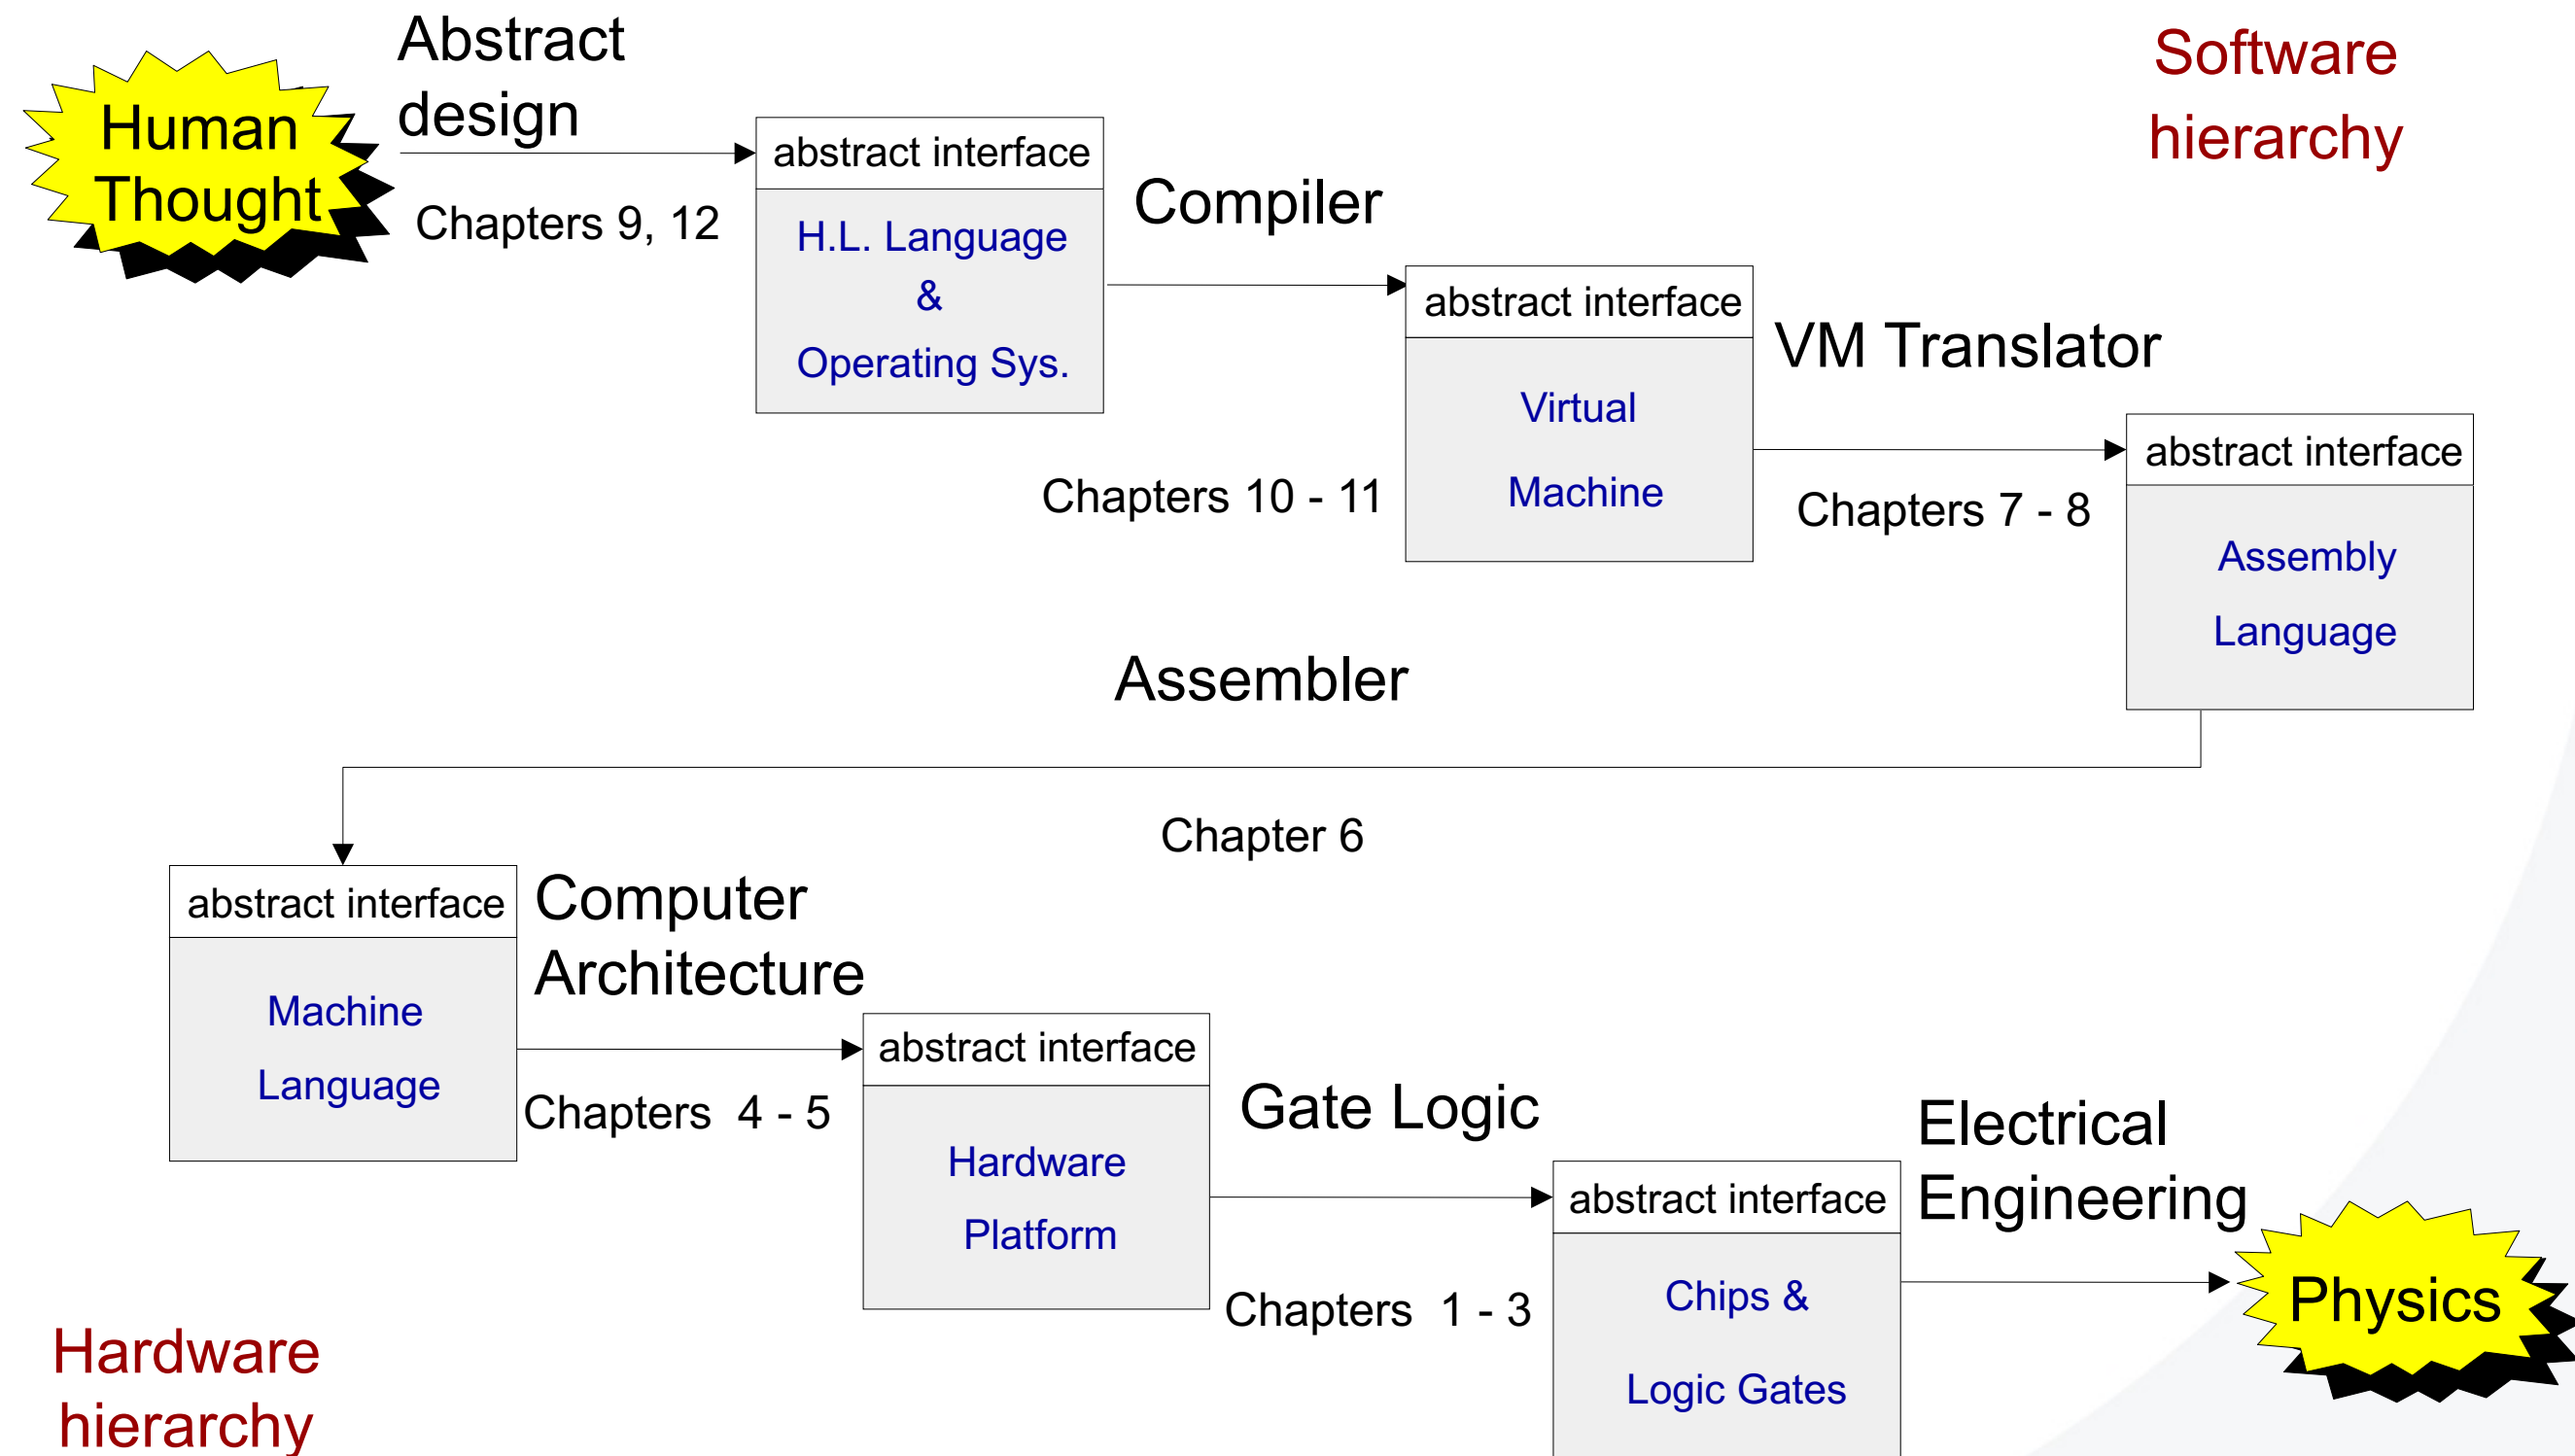 Human
Thought
Abstract
design
Chapters 9, 12
abstract interface
H.L. Language
&
Operating Sys.
Software
hierarchy
Compiler
Chapters 10 - 11
abstract interface
Virtual
Machine
VM Translator
Chapters 7 - 8
abstract interface
Assembly
Language
Assembler
Chapter 6
abstract interface
Machine
Language
Computer
Architecture
Chapters 4 - 5
abstract interface
Hardware
Platform
Gate Logic
Chapters 1 - 3
abstract interface
Chips &
Logic Gates
Electrical
Engineering
Physics
Hardware
hierarchy